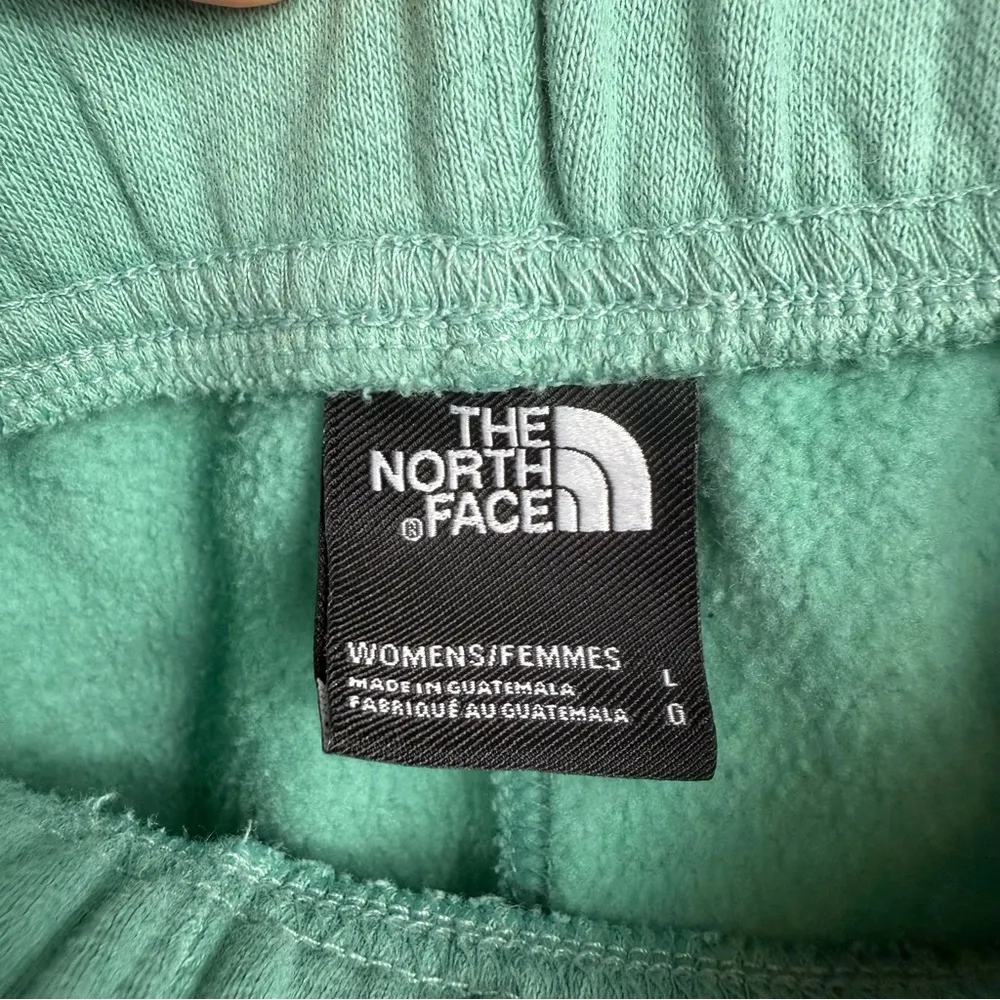 THE
NORTH
®FACE
WOMENS/FEMMES
MADE IN GUATEMALA L
FABRIQUÉ AU GUATEMALA G